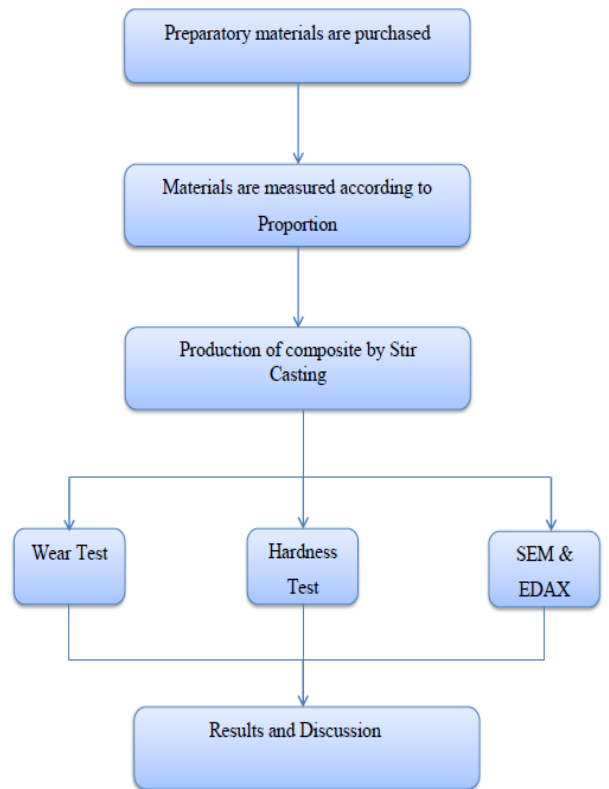 Preparatory materials are purchased
Materials are measured according to
Proportion
Production of composite by Stir
Casting
Wear Test
Hardness
Test
SEM &
EDAX
Results and Discussion